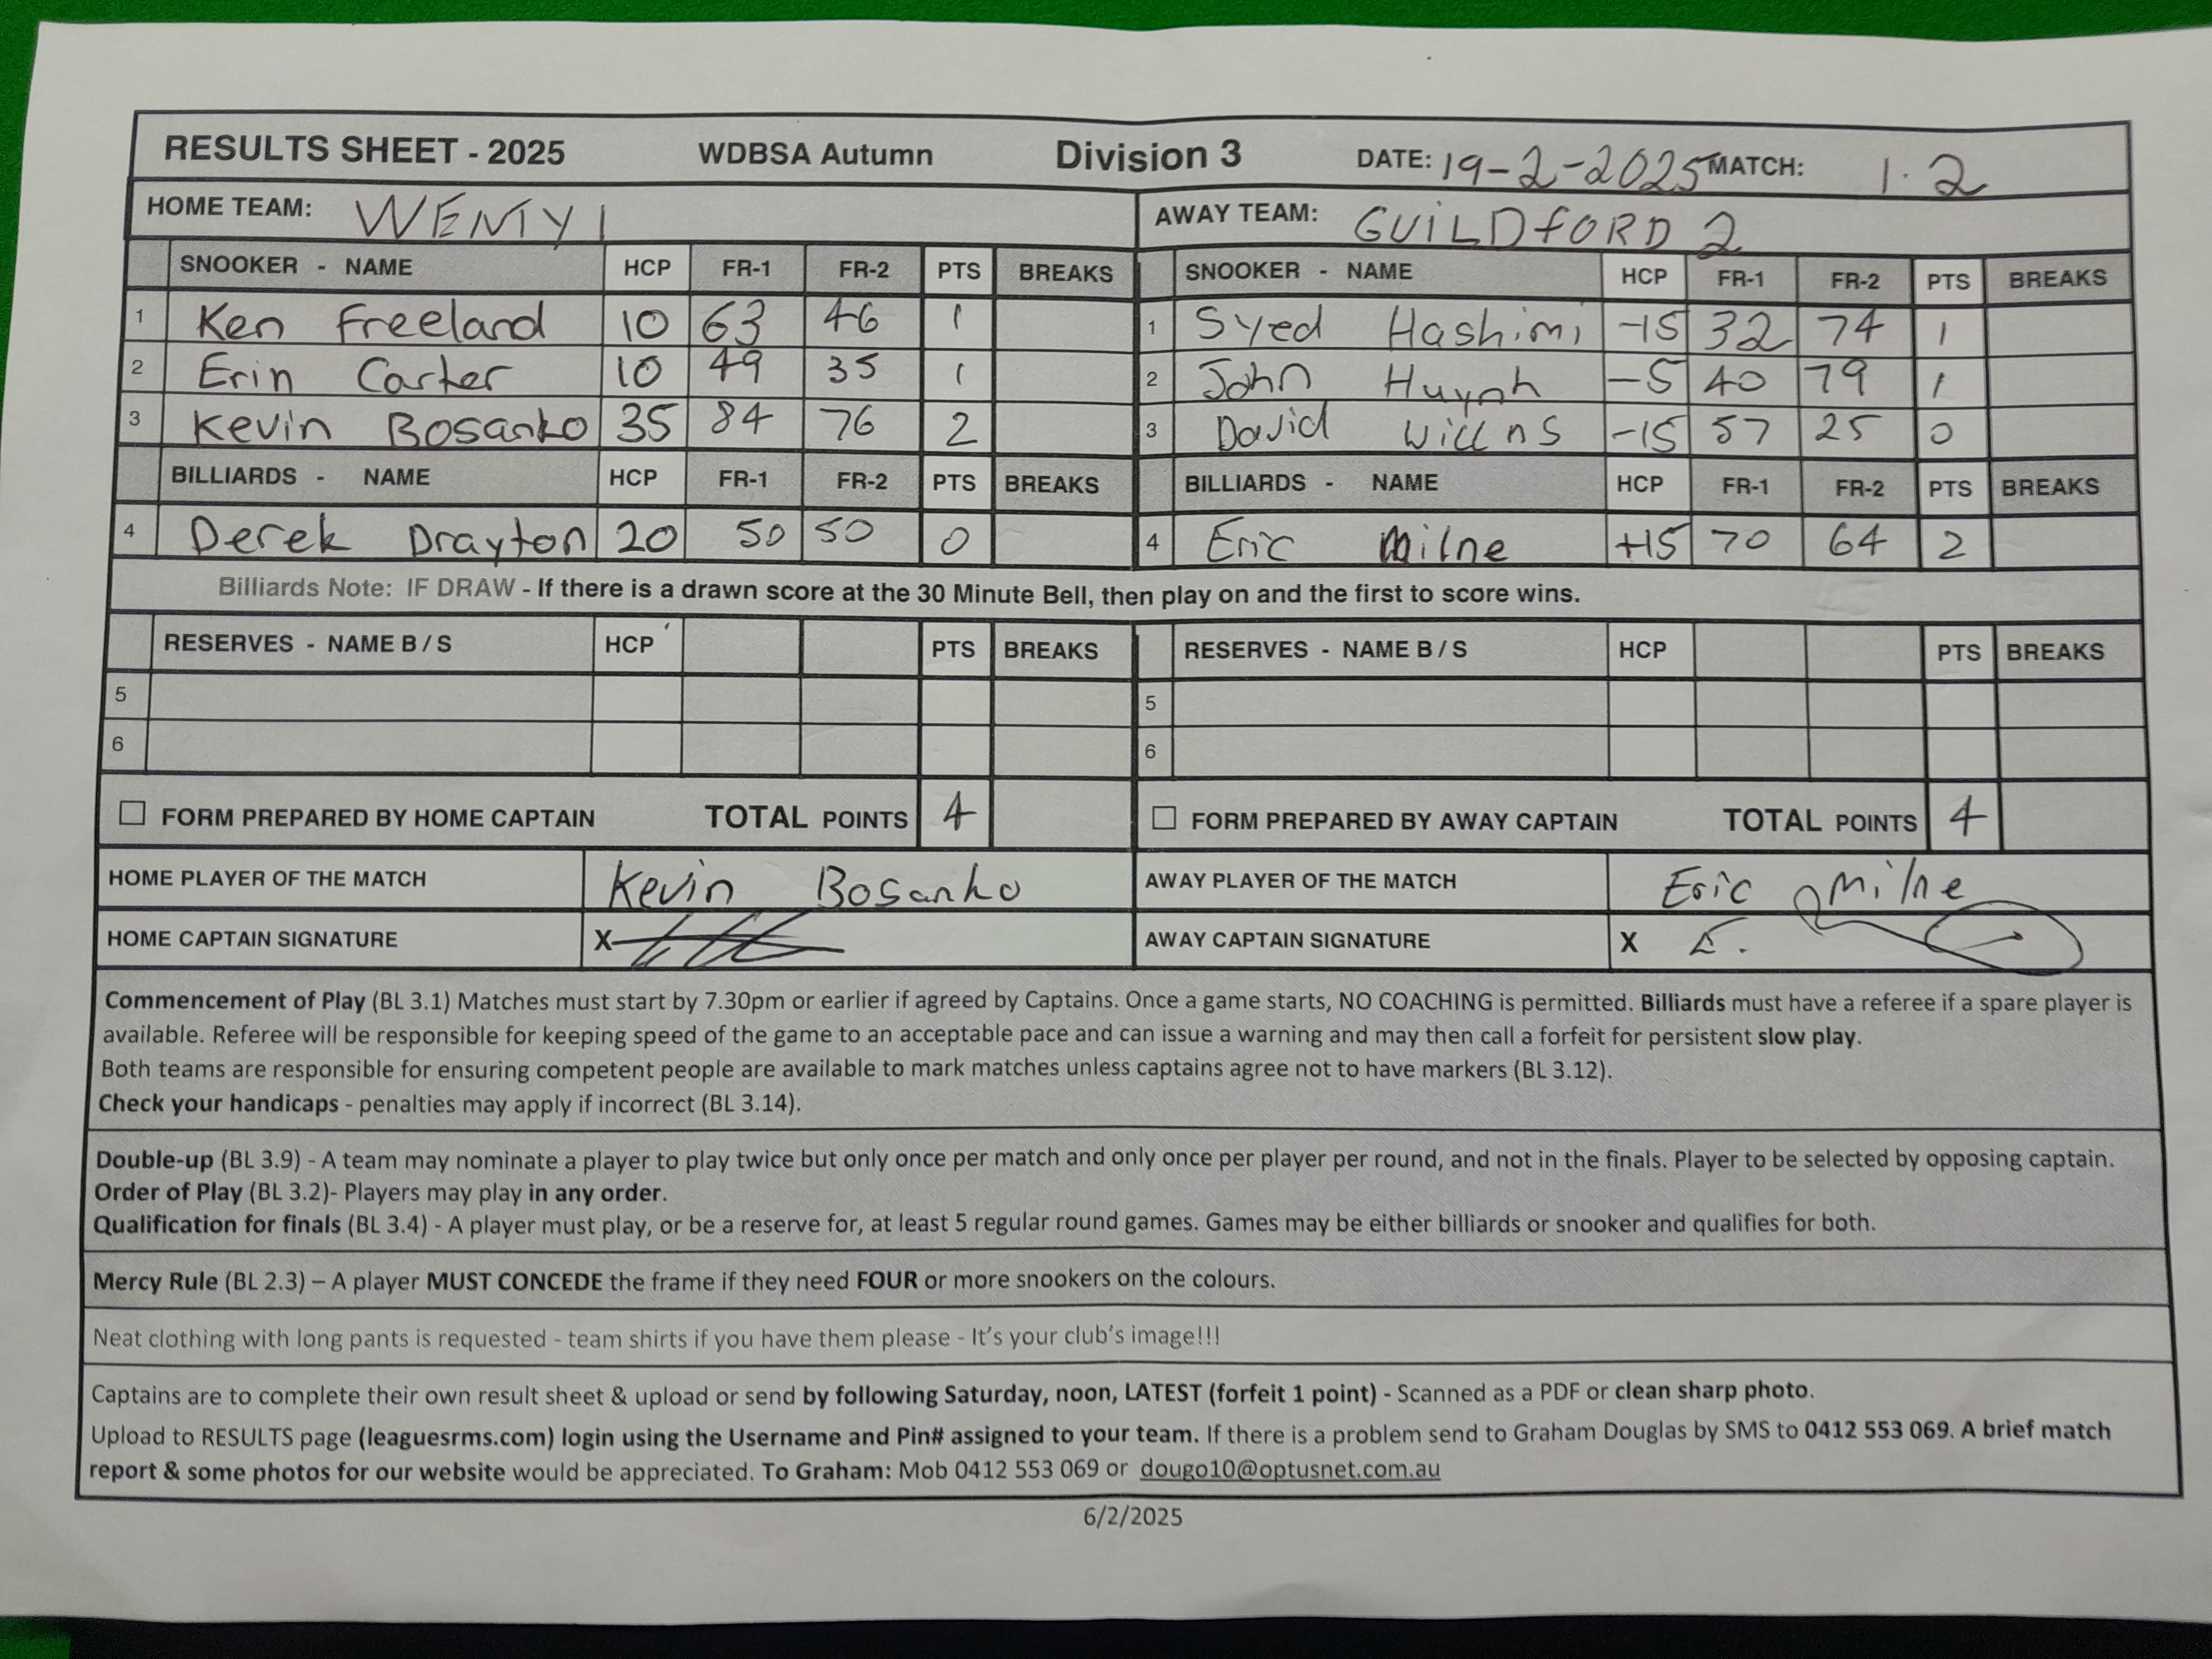 RESULTS SHEET - 2025 WDBSA Autumn Division 3 DATE: 19-2-2025 MATCH: 1.2
HOME TEAM: WENTY 1 AWAY TEAM: GUILDFORD 2
SNOOKER - NAME HCP FR-1 FR-2 PTS BREAKS SNOOKER - NAME HCP FR-1 FR-2 PTS BREAKS
1 Ken Freeland 10 63 46 1 1 Syed Hashimi -15 32 74 1
2 Erin Carter 10 49 35 1 2 John Huynh -5 40 79 1
3 Kevin Bosanko 35 84 76 2 3 David -15 57 25 0
BILLIARDS - NAME HCP FR-1 FR-2 PTS BREAKS BILLIARDS - NAME HCP FR-1 FR-2 PTS BREAKS
4 Derek Drayton 20 50 50 0 4 Eric Milne +15 70 64 2
Billiards Note: IF DRAW - If there is a drawn score at the 30 Minute Bell, then play on and the first to score wins.
RESERVES - NAME B / S HCP PTS BREAKS RESERVES - NAME B / S HCP PTS BREAKS
5 5
6 6
FORM PREPARED BY HOME CAPTAIN TOTAL POINTS 4 FORM PREPARED BY AWAY CAPTAIN TOTAL POINTS 4
HOME PLAYER OF THE MATCH Kevin Bosanko AWAY PLAYER OF THE MATCH Eric Milne
HOME CAPTAIN SIGNATURE X AWAY CAPTAIN SIGNATURE X E.
Commencement of Play (BL 3.1) Matches must start by 7.30pm or earlier if agreed by Captains. Once a game starts, NO COACHING is permitted. Billiards must have a referee if a spare player is
available. Referee will be responsible for keeping speed of the game to an acceptable pace and can issue a warning and may then call a forfeit for persistent slow play.
Both teams are responsible for ensuring competent people are available to mark matches unless captains agree not to have markers (BL 3.12).
Check your handicaps - penalties may apply if incorrect (BL 3.14).
Double-up (BL 3.9) - A team may nominate a player to play twice but only once per match and only once per player per round, and not in the finals. Player to be selected by opposing captain.
Order of Play (BL 3.2)- Players may play in any order.
Qualification for finals (BL 3.4) - A player must play, or be a reserve for, at least 5 regular round games. Games may be either billiards or snooker and qualifies for both.
Mercy Rule (BL 2.3) – A player MUST CONCEDE the frame if they need FOUR or more snookers on the colours.
Neat clothing with long pants is requested - team shirts if you have them please - It's your club's image!!!
Captains are to complete their own result sheet & upload or send by following Saturday, noon, LATEST (forfeit 1 point) - Scanned as a PDF or clean sharp photo.
Upload to RESULTS page (leaguesrms.com) login using the Username and Pin# assigned to your team. If there is a problem send to Graham Douglas by SMS to 0412 553 069. A brief match
report & some photos for our website would be appreciated. To Graham: Mob 0412 553 069 or dougo10@optusnet.com.au
6/2/2025